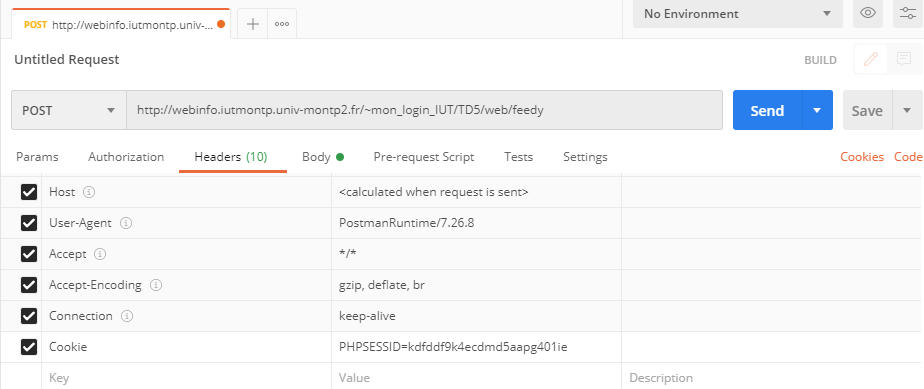 POST http://webinfo.iutmontp.univ-... No Environment
Untitled Request BUILD
POST http://webinfo.iutmontp.univ-montp2.fr/~mon_login_IUT/TD5/web/feedy Send Save
Params Authorization Headers (10) Body Pre-request Script Tests Settings Cookies Code
Host <calculated when request is sent>
User-Agent PostmanRuntime/7.26.8
Accept */*
Accept-Encoding gzip, deflate, br
Connection keep-alive
Cookie PHPSESSID=kdfddf9k4ecdmd5aapg401ie
Key Value Description